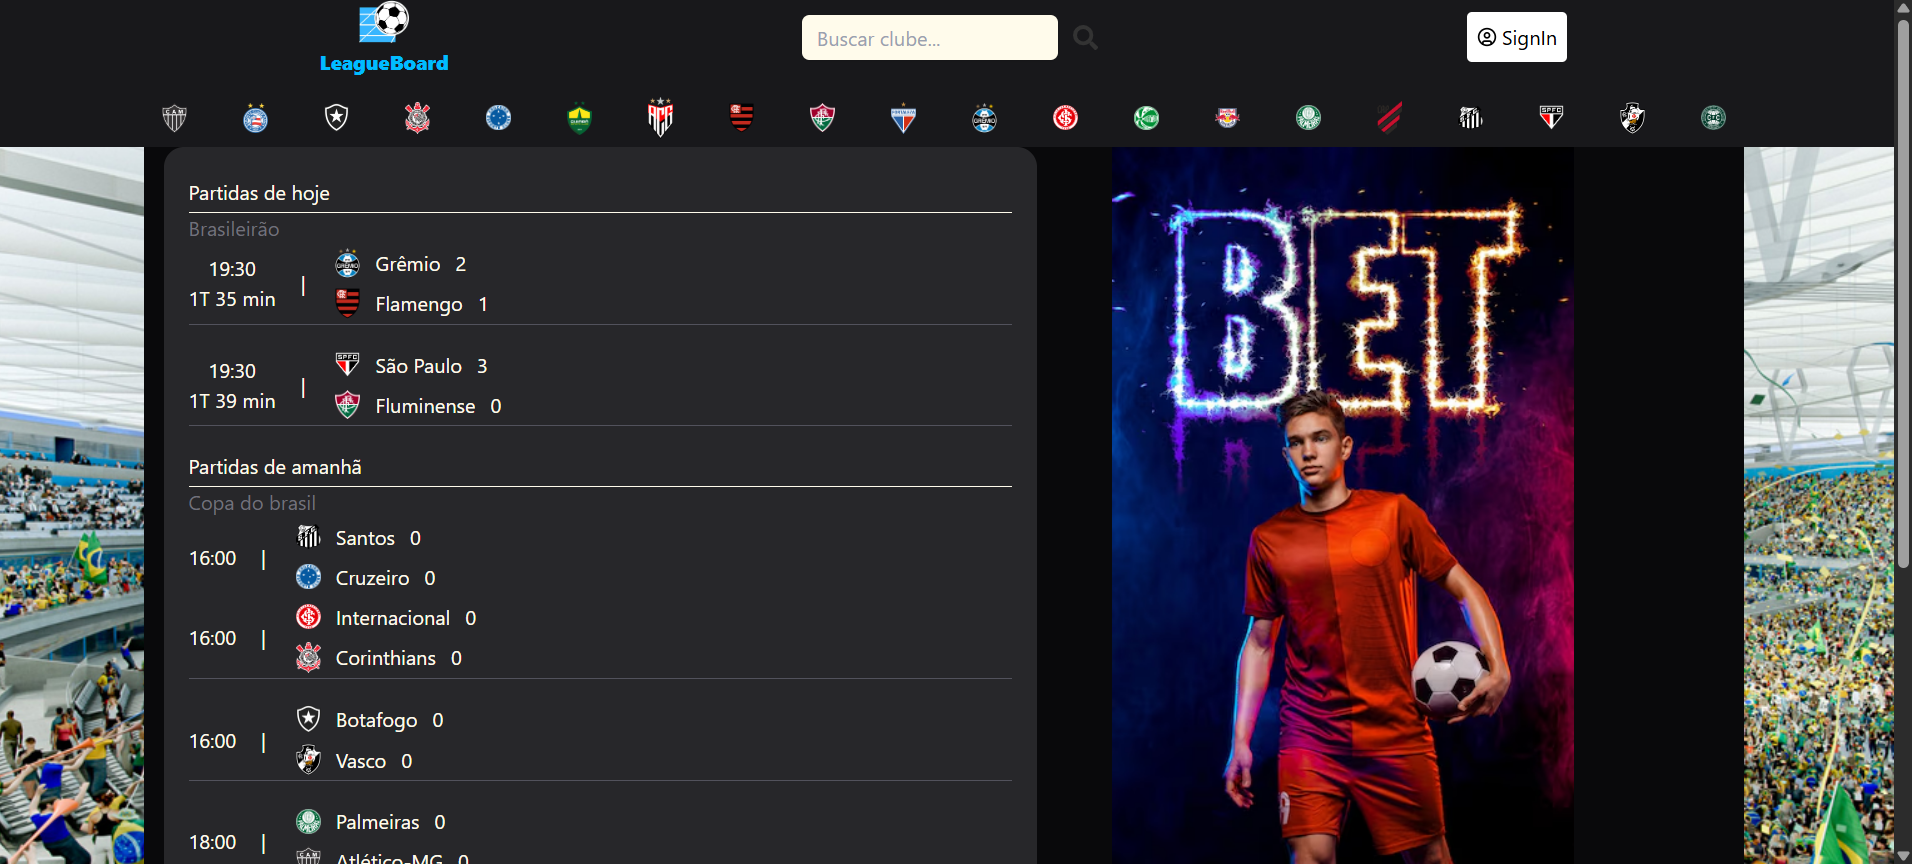 LeagueBoard
Buscar clube...
SignIn
Partidas de hoje
Brasileirão
19:30
1T 35 min
|
Grêmio 2
Flamengo 1
19:30
1T 39 min
|
São Paulo 3
Fluminense 0
Partidas de amanhã
Copa do brasil
16:00 |
Santos 0
Cruzeiro 0
16:00 |
Internacional 0
Corinthians 0
16:00 |
Botafogo 0
Vasco 0
18:00 |
Palmeiras 0
Atlético-MG 0
BET